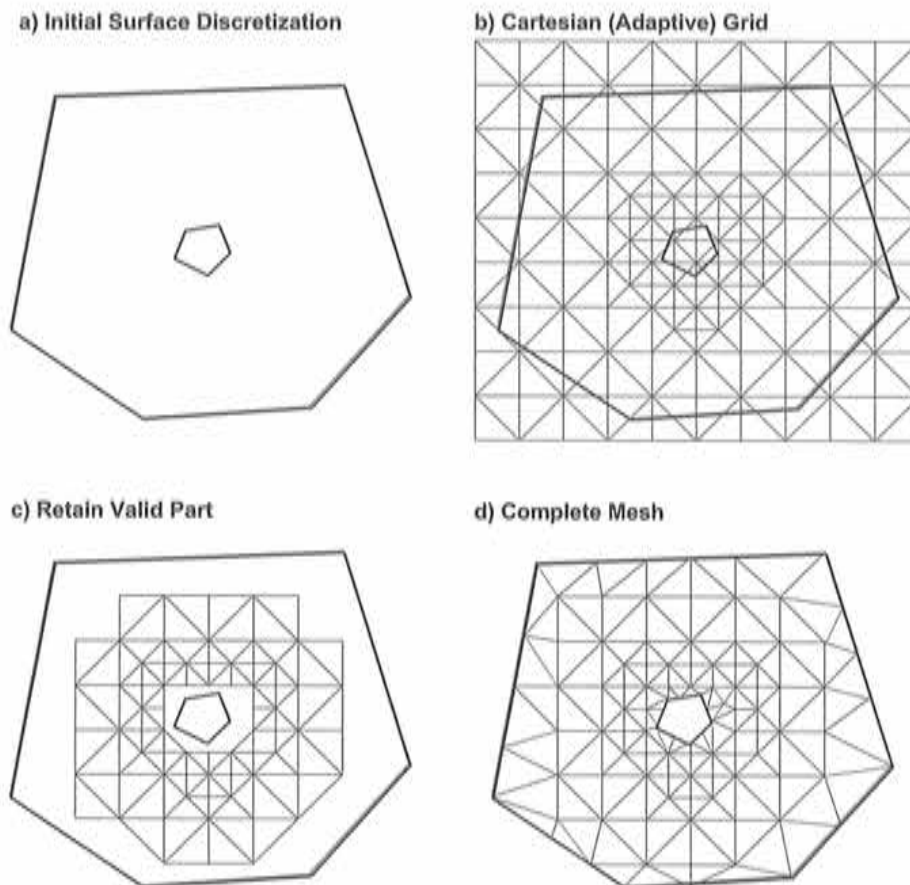 a) Initial Surface Discretization
b) Cartesian (Adaptive) Grid
c) Retain Valid Part
d) Complete Mesh